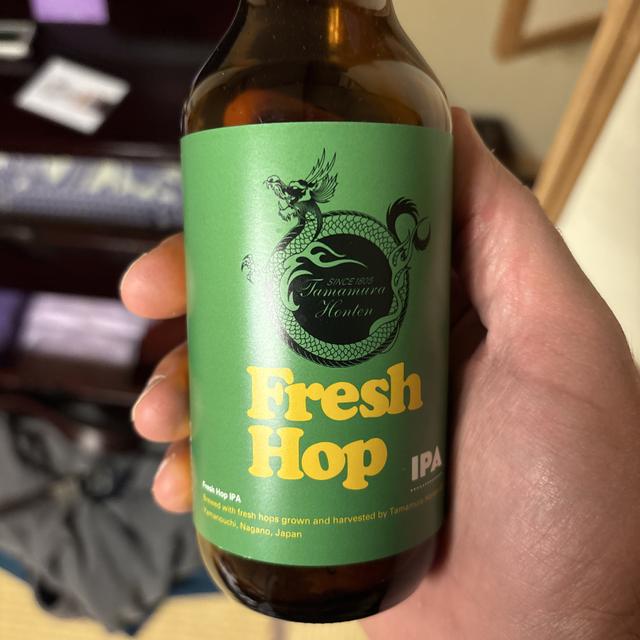 SINCE 1805
Tamamura
Honten
Fresh
Hop
IPA
Fresh Hop IPA
Brewed with fresh hops grown and harvested by Tamamura
Yamanouchi, Nagano, Japan